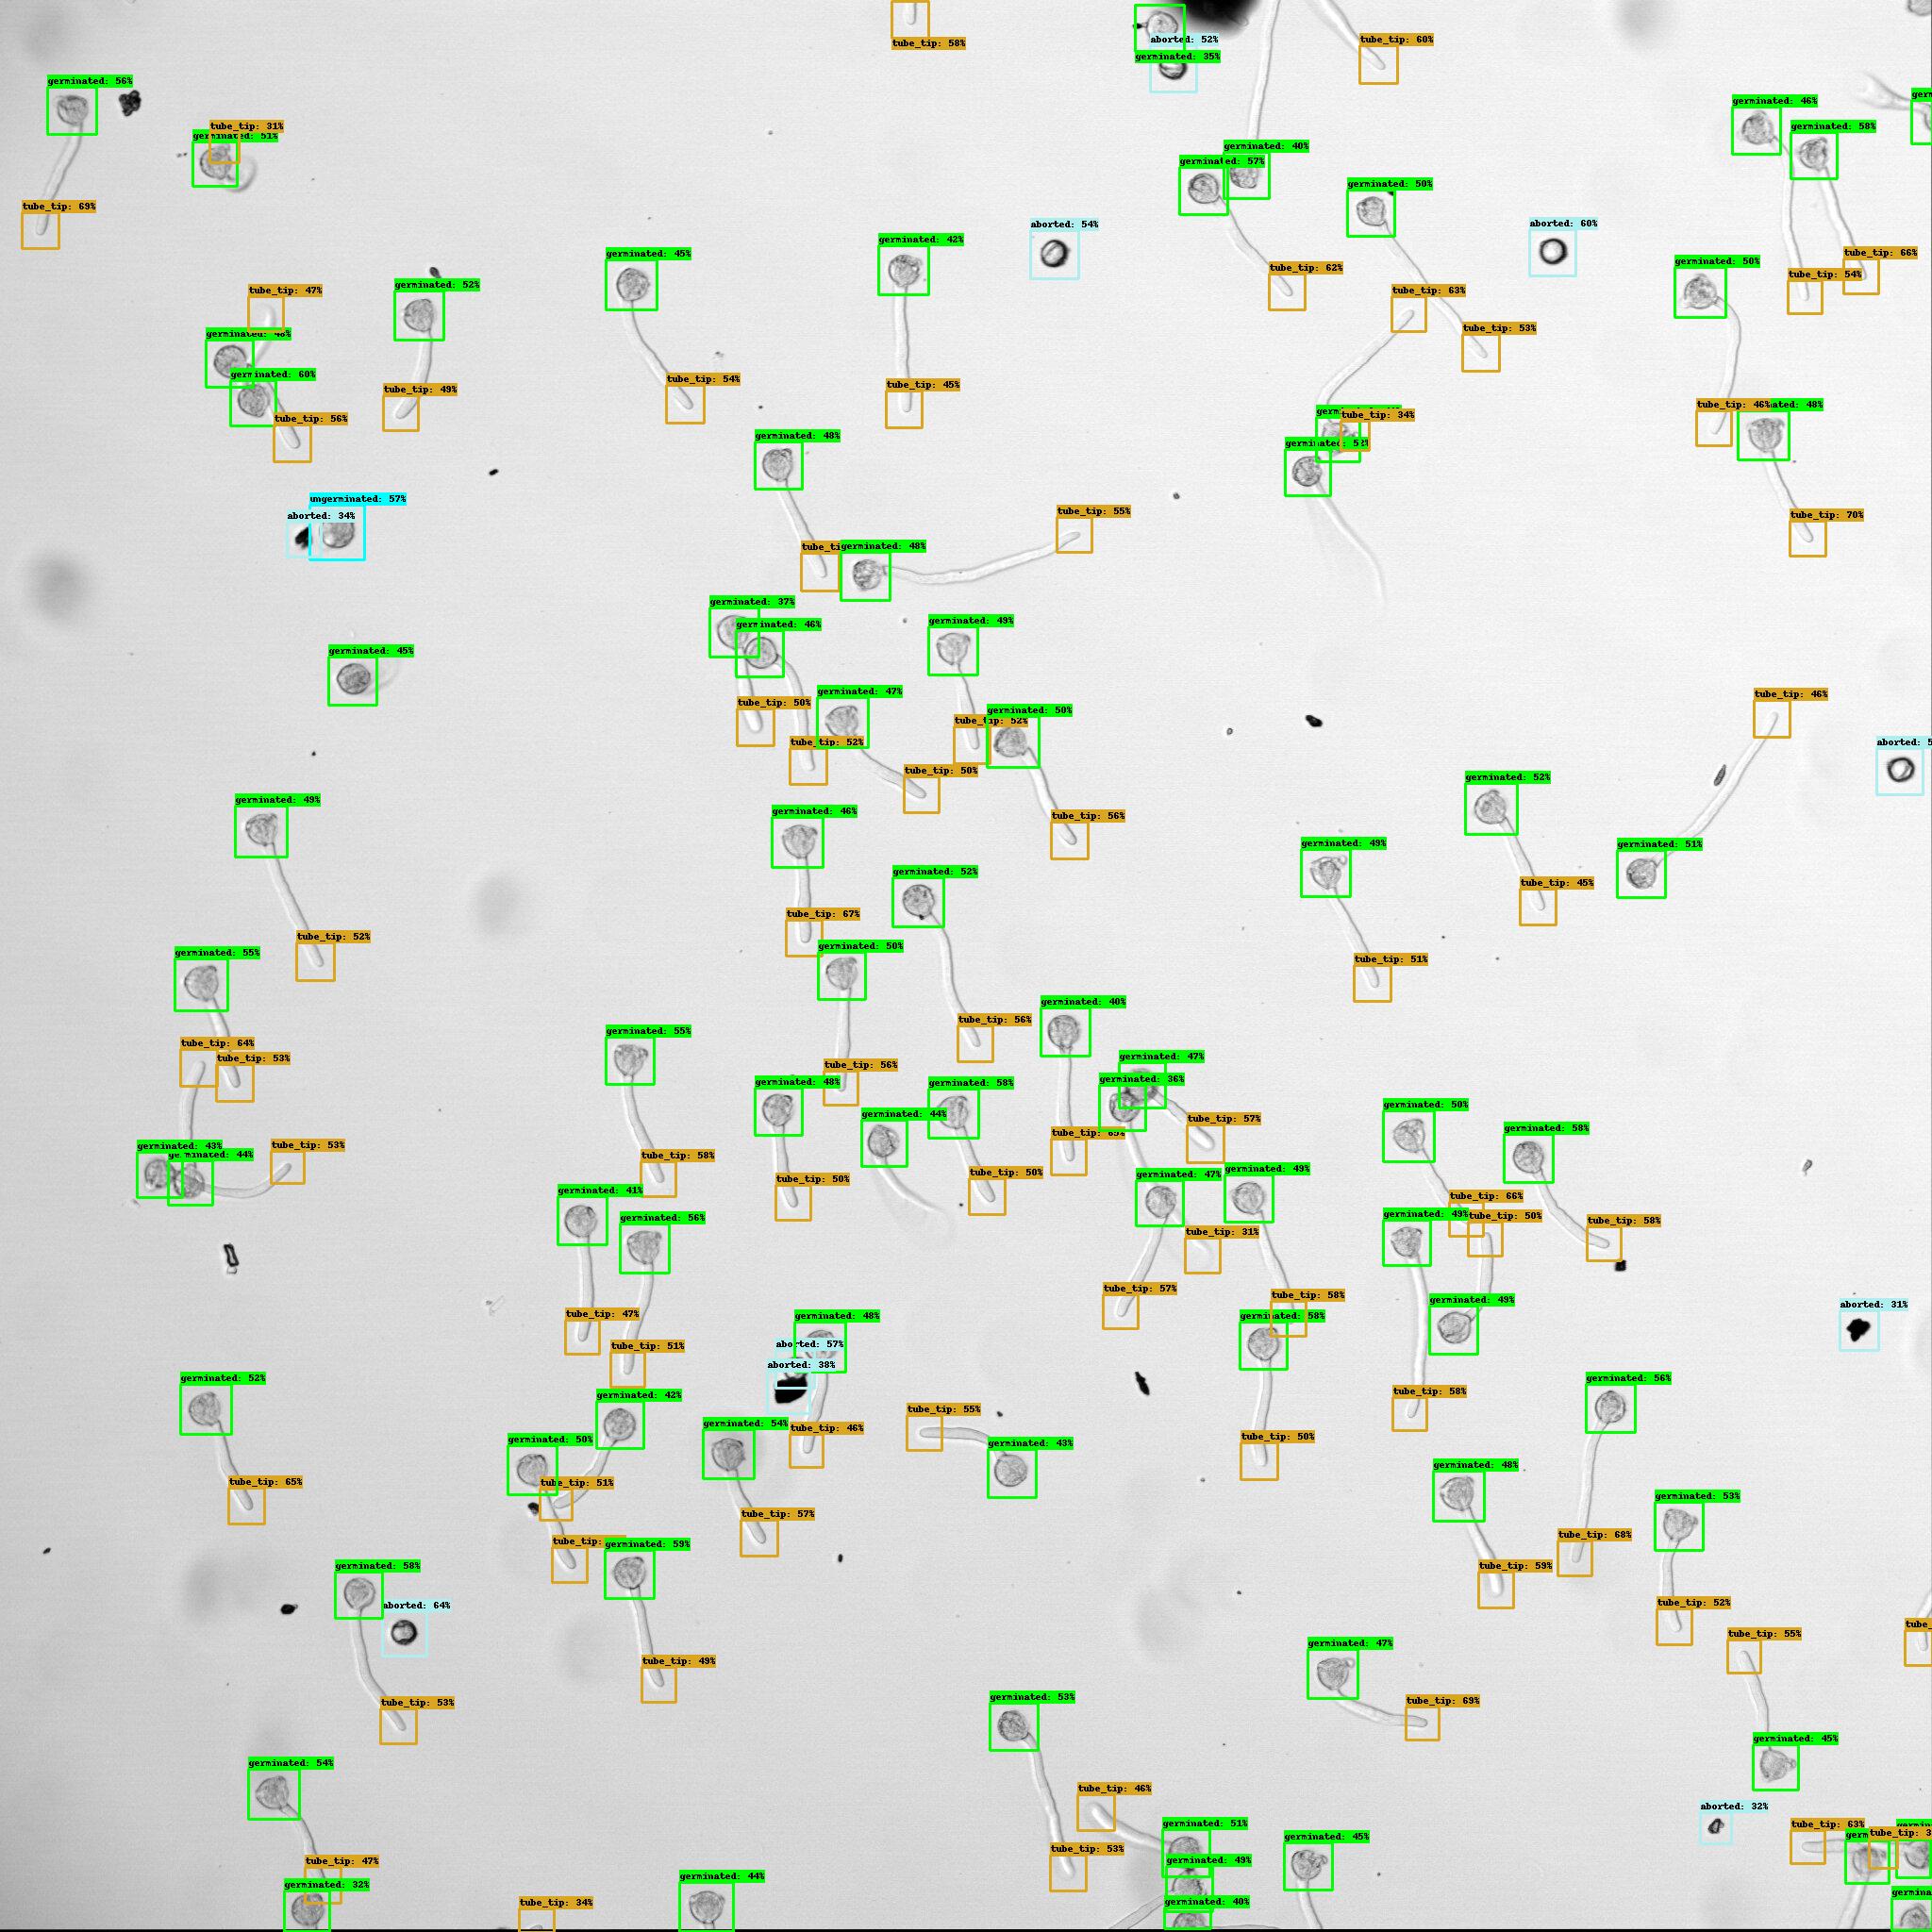 tube_tip: 58%
aborted: 52%
germinated: 35%
tube_tip: 60%
germinated: 56%
tube_tip: 31%
germinated: 51%
tube_tip: 69%
germinated: 46%
germinated: 58%
germinated: 40%
germinated: 57%
germinated: 50%
aborted: 54%
aborted: 60%
germinated: 45%
germinated: 42%
tube_tip: 62%
tube_tip: 66%
germinated: 50%
tube_tip: 54%
tube_tip: 47%
germinated: 52%
tube_tip: 63%
tube_tip: 53%
germinated: 60%
tube_tip: 49%
tube_tip: 54%
tube_tip: 45%
tube_tip: 56%
tube_tip: 34%
tube_tip: 46%
48%
germinated: 48%
ungerminated: 57%
aborted: 34%
tube_tip: 55%
tube_tip: 70%
germinated: 48%
germinated: 37%
germinated: 46%
germinated: 49%
germinated: 45%
germinated: 47%
tube_tip: 50%
germinated: 50%
tube_tip: 52%
tube_tip: 46%
tube_tip: 52%
tube_tip: 50%
aborted:
germinated: 52%
germinated: 49%
germinated: 46%
tube_tip: 56%
germinated: 49%
germinated: 51%
germinated: 52%
tube_tip: 45%
tube_tip: 67%
tube_tip: 52%
germinated: 50%
germinated: 55%
tube_tip: 51%
germinated: 40%
tube_tip: 56%
germinated: 55%
tube_tip: 64%
tube_tip: 53%
germinated: 47%
tube_tip: 56%
germinated: 48%
germinated: 58%
germinated: 36%
germinated: 44%
tube_tip: 57%
germinated: 50%
germinated: 58%
germinated: 43%
germinated: 44%
tube_tip: 53%
tube_tip: 58%
tube_tip: 50%
tube_tip: 50%
germinated: 47%
germinated: 49%
germinated: 41%
germinated: 56%
tube_tip: 66%
germinated: 49%
tube_tip: 50%
tube_tip: 58%
tube_tip: 31%
tube_tip: 57%
tube_tip: 58%
germinated: 49%
aborted: 31%
tube_tip: 47%
germinated: 48%
germinated: 58%
tube_tip: 51%
aborted: 57%
aborted: 38%
germinated: 52%
germinated: 42%
tube_tip: 58%
germinated: 56%
tube_tip: 55%
germinated: 54%
tube_tip: 46%
germinated: 50%
germinated: 43%
tube_tip: 50%
tube_tip: 65%
tube_tip: 51%
germinated: 48%
germinated: 53%
tube_tip: 57%
tube_tip:
germinated: 59%
tube_tip: 68%
germinated: 58%
tube_tip: 59%
aborted: 64%
tube_tip: 52%
tube_tip: 55%
germinated: 47%
tube_tip: 49%
tube_tip: 53%
germinated: 53%
tube_tip: 69%
germinated: 45%
germinated: 54%
tube_tip: 46%
aborted: 32%
germinated: 51%
tube_tip: 63%
germinated: 45%
tube_tip: 53%
tube_tip: 47%
germinated: 49%
germinated: 32%
germinated: 44%
tube_tip: 34%
germinated: 40%